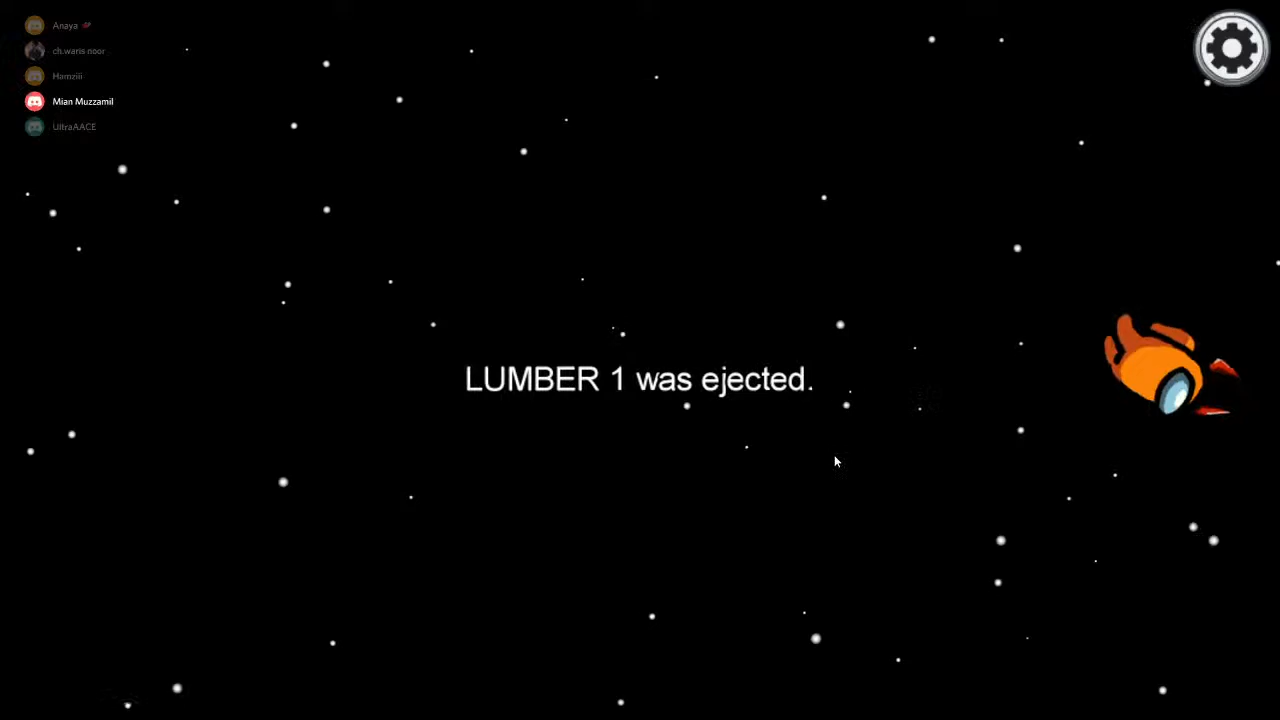 Anaya
ch.waris noor
Hamziii
Mian Muzzamil
UltraAACE
LUMBER 1 was ejected.